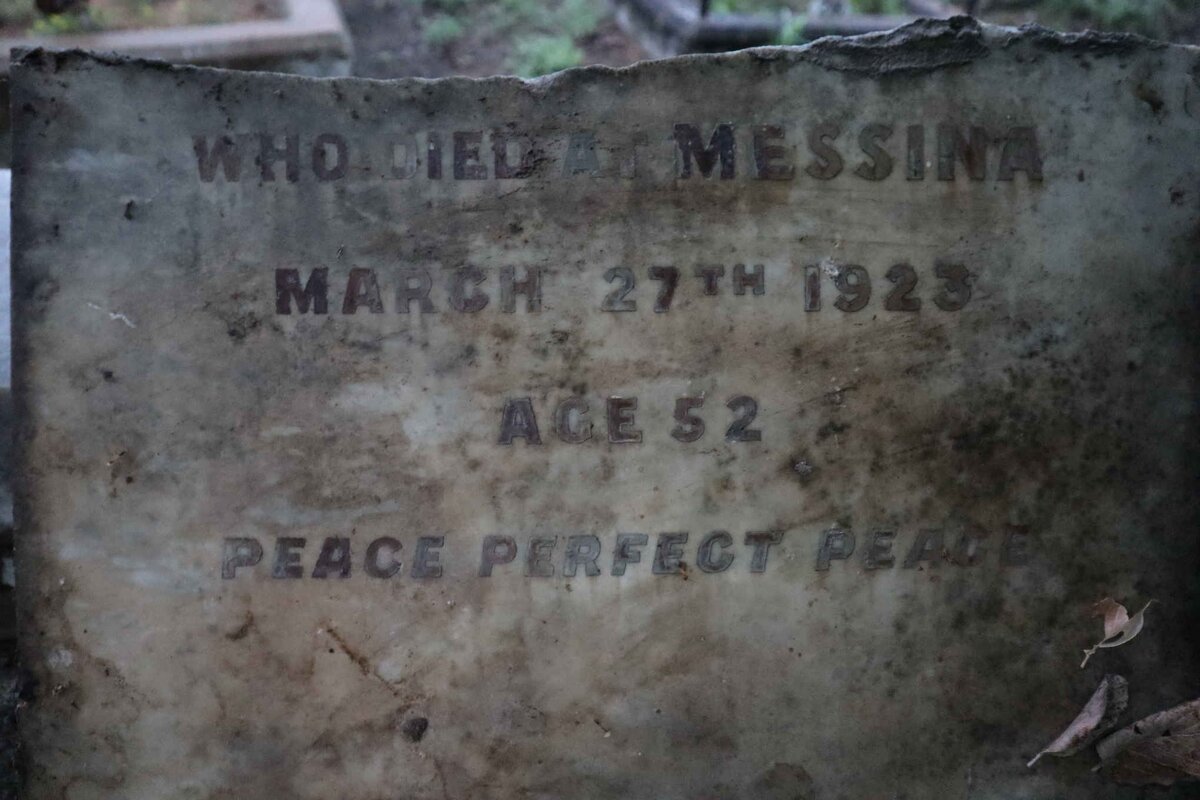 WHO DIED AT MESSINA
MARCH 27TH 1923
AGE 52
PEACE PERFECT PEACE